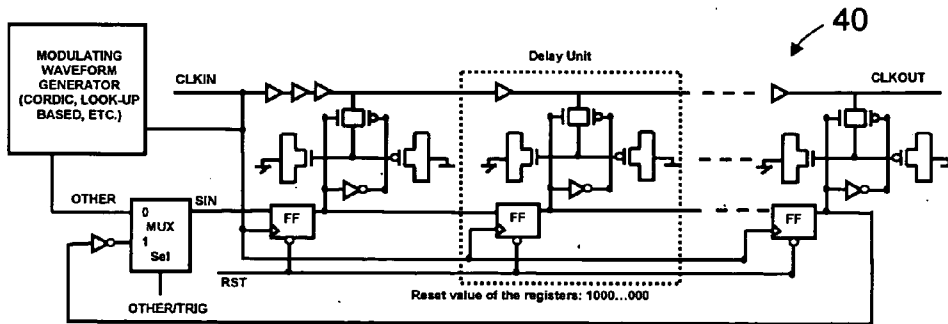 40
MODULATING
WAVEFORM
GENERATOR
(CORDIC, LOOK-UP
BASED, ETC.)
CLKIN
Delay Unit
CLKOUT
OTHER
0
MUX
1
Sel
SIN
FF
FF
FF
RST
OTHER/TRIG
Reset value of the registers: 1000...000